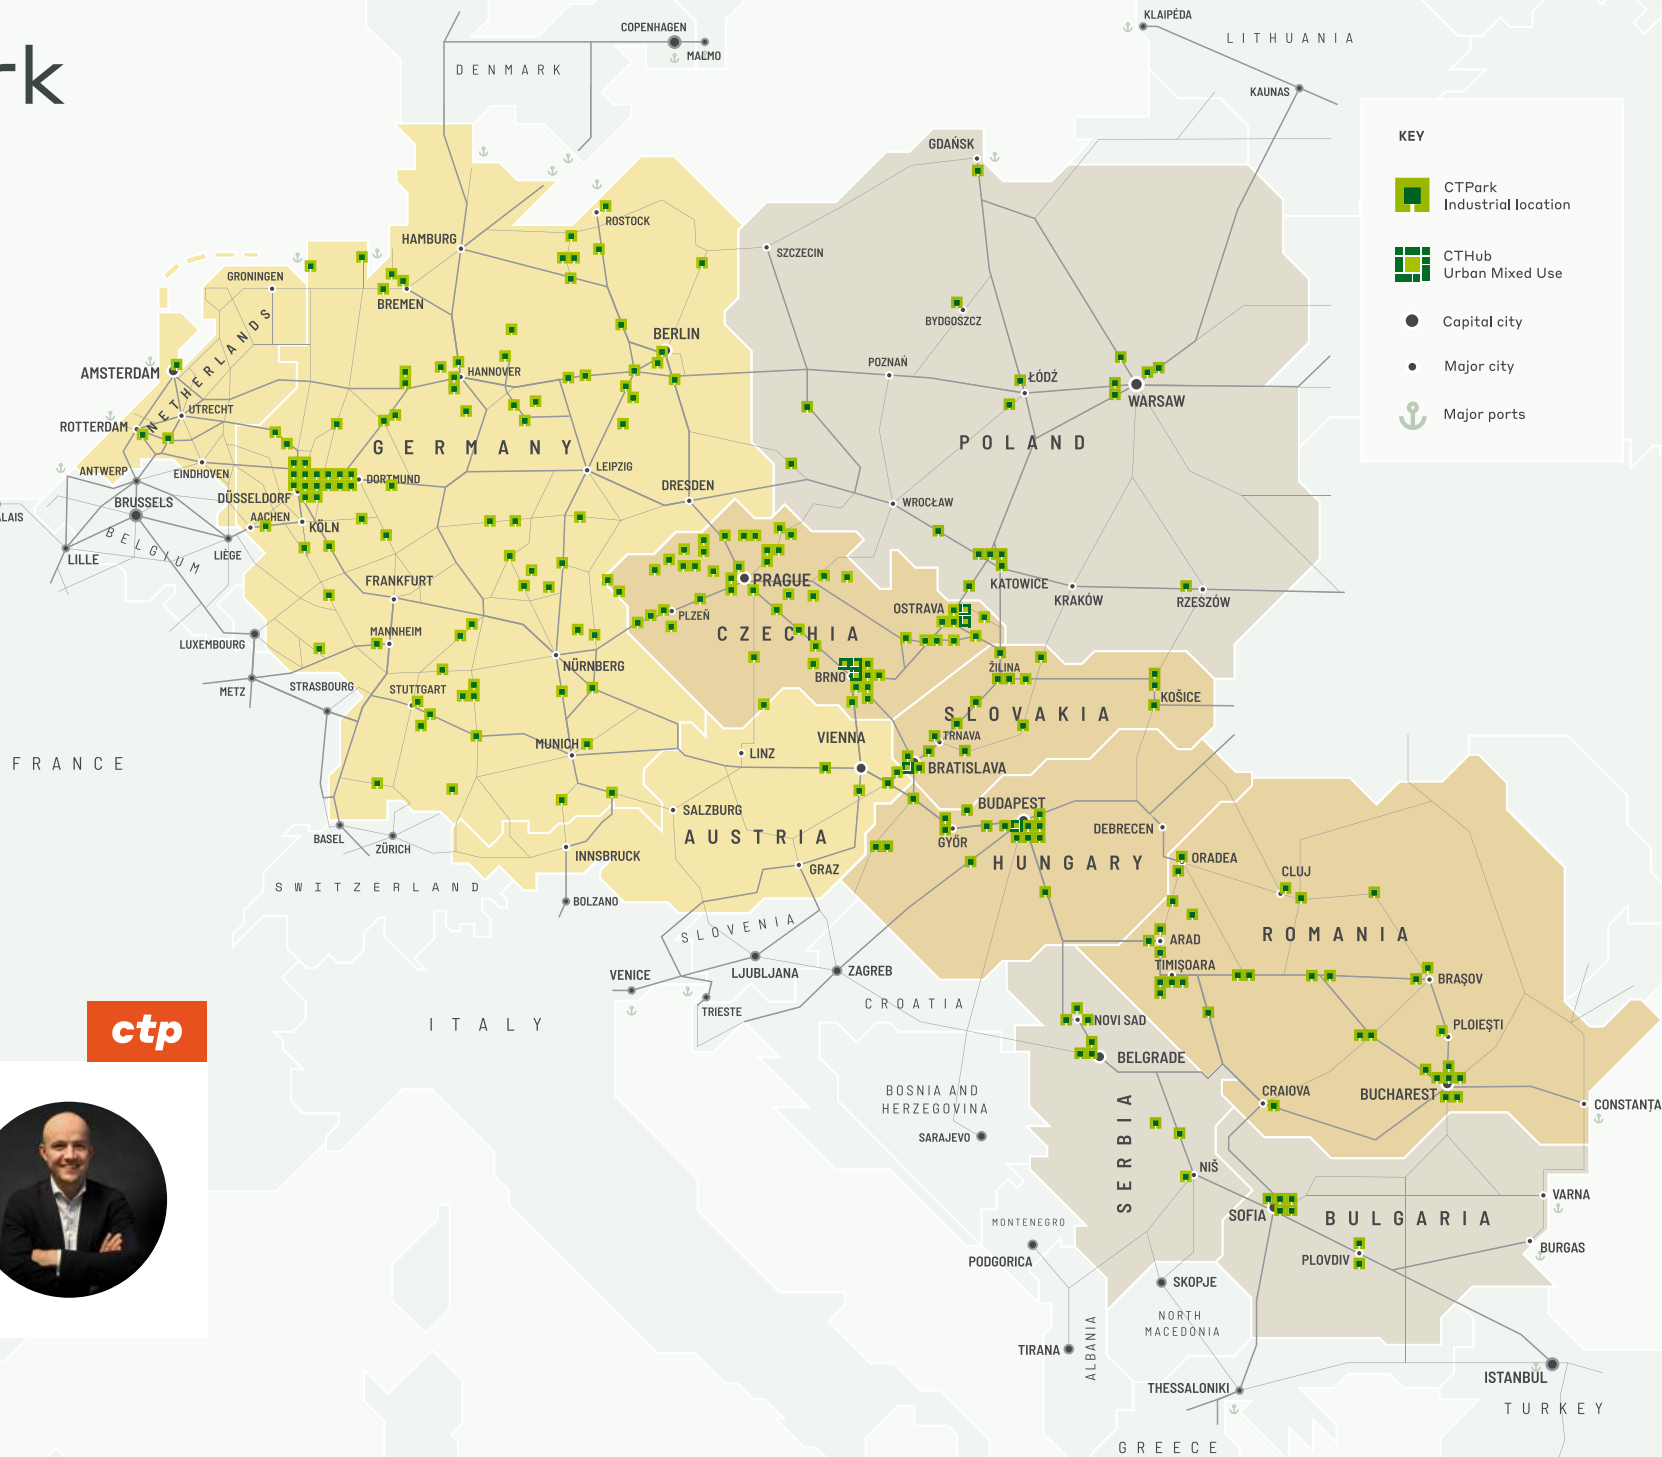 rk
COPENHAGEN
MALMO
DENMARK
KLAIPÉDA
LITHUANIA
KAUNAS
KEY
CTPark
Industrial location
CTHub
Urban Mixed Use
Capital city
Major city
Major ports
GDAŃSK
ROSTOCK
HAMBURG
SZCZECIN
GRONINGEN
BREMEN
BYDGOSZCZ
BERLIN
NETHERLANDS
AMSTERDAM
HANNOVER
POZNAŃ
ŁÓDŹ
WARSAW
UTRECHT
ROTTERDAM
GERMANY
POLAND
ANTWERP
EINDHOVEN
DORTMUND
LEIPZIG
DRESDEN
DÜSSELDORF
BRUSSELS
WROCŁAW
ALAIS
AACHEN
KÖLN
BELGIUM
LIÈGE
LILLE
FRANKFURT
PRAGUE
KATOWICE
KRAKÓW
RZESZÓW
OSTRAVA
PLZEŇ
CZECHIA
MANNHEIM
LUXEMBOURG
NÜRNBERG
ŽILINA
BRNO
METZ
STRASBOURG
STUTTGART
KOŠICE
SLOVAKIA
TRNAVA
VIENNA
MUNICH
LINZ
FRANCE
BRATISLAVA
SALZBURG
BUDAPEST
DEBRECEN
BASEL
ZÜRICH
AUSTRIA
GYŐR
HUNGARY
INNSBRUCK
ORADEA
GRAZ
CLUJ
SWITZERLAND
BOLZANO
SLOVENIA
ROMANIA
ARAD
TIMIȘOARA
VENICE
LJUBLJANA
ZAGREB
BRAȘOV
CROATIA
TRIESTE
ITALY
NOVI SAD
PLOIEȘTI
ctp
BELGRADE
BOSNIA AND
HERZEGOVINA
CRAIOVA
BUCHAREST
CONSTANȚA
SARAJEVO
SERBIA
NIŠ
VARNA
SOFIA
BULGARIA
MONTENEGRO
PODGORICA
PLOVDIV
BURGAS
SKOPJE
NORTH
MACEDONIA
TIRANA
ALBANIA
ISTANBUL
THESSALONIKI
TURKEY
GREECE